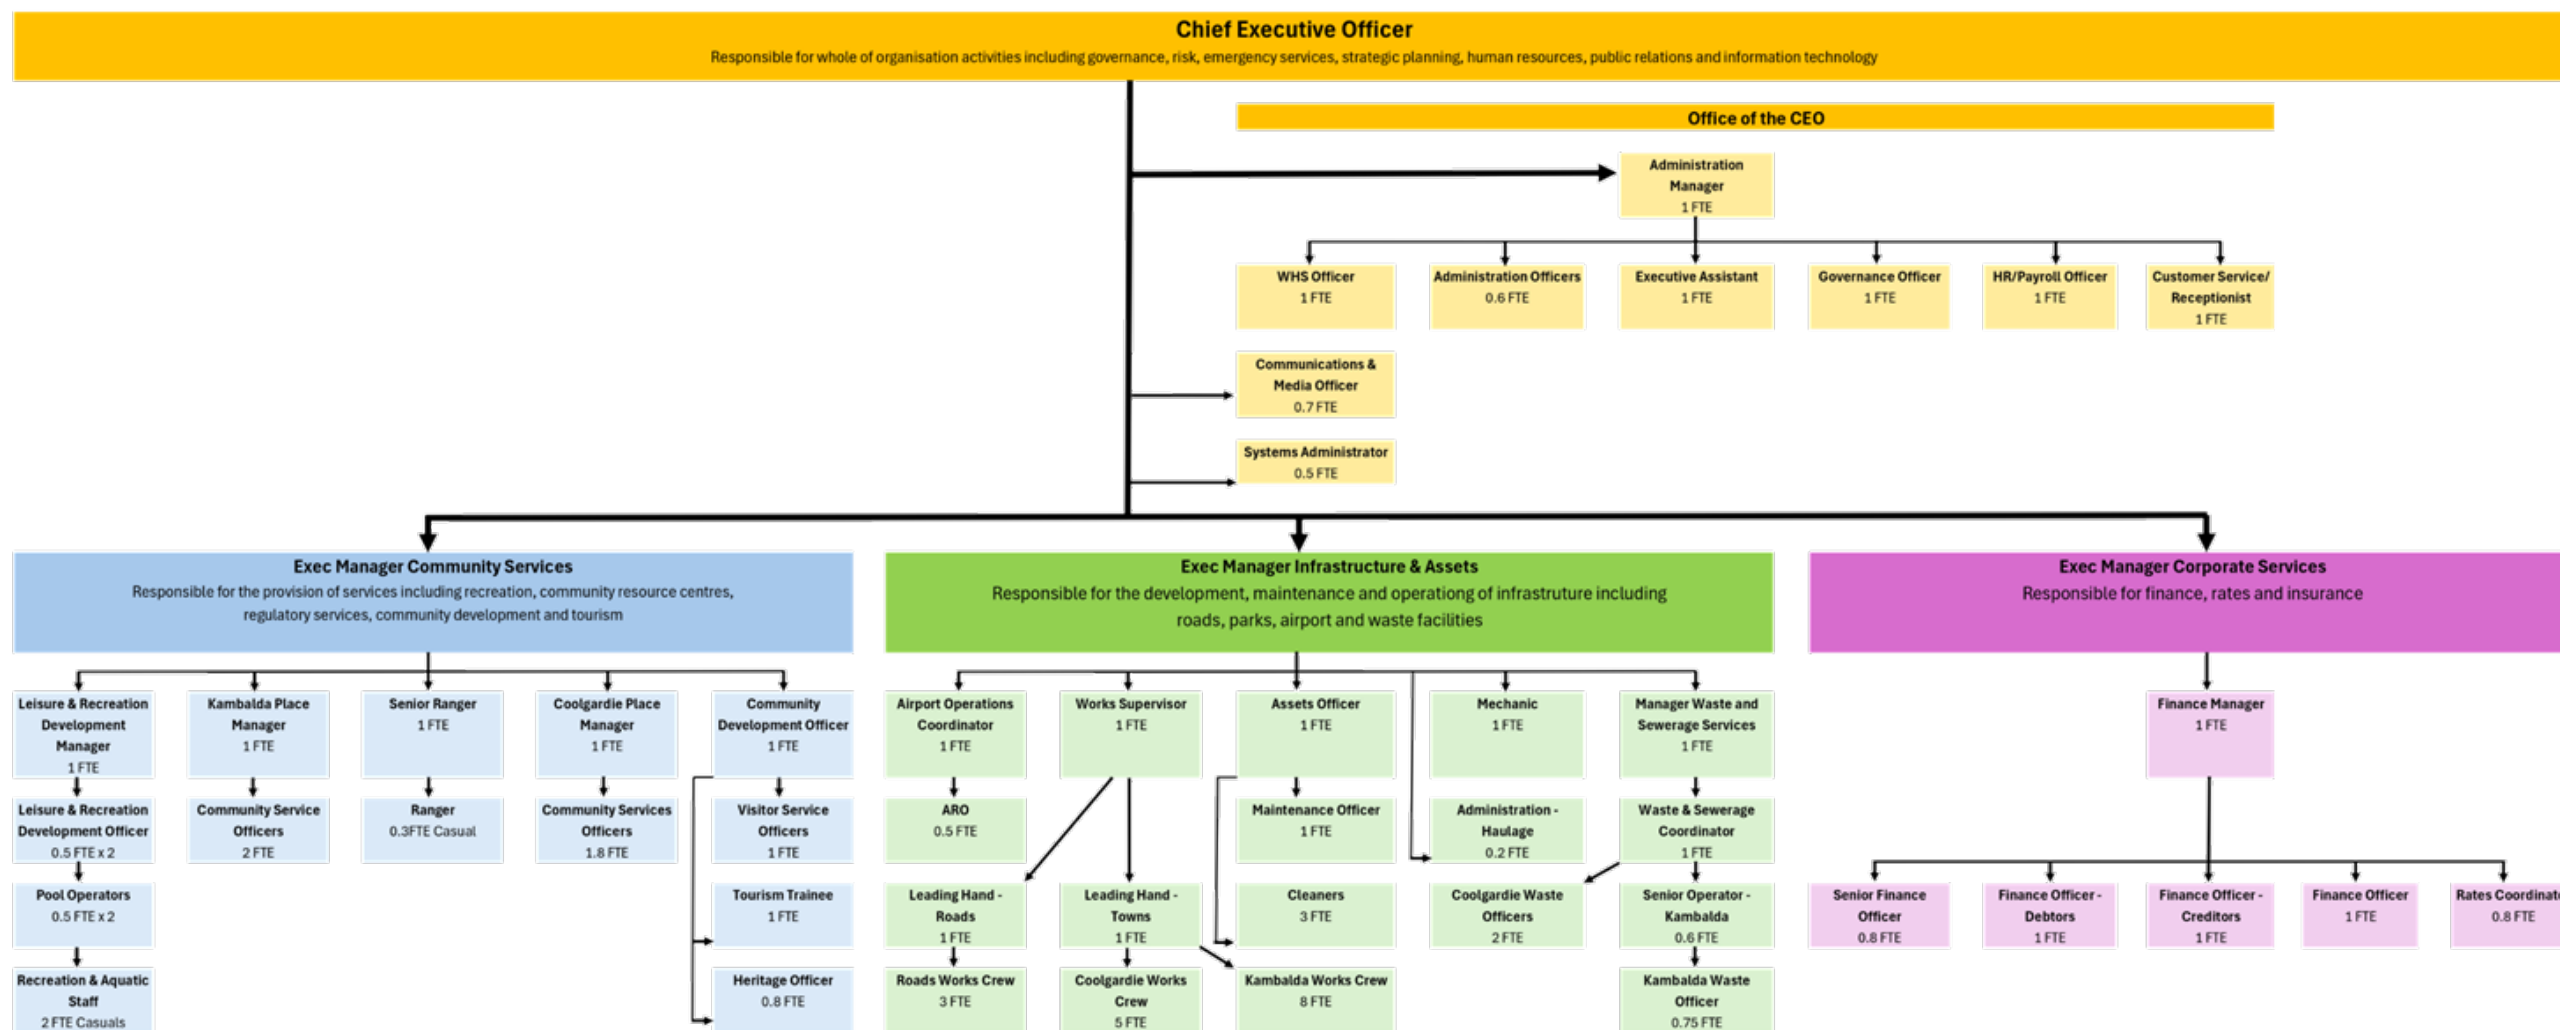 Chief Executive Officer
Responsible for whole of organisation activities including governance, risk, emergency services, strategic planning, human resources, public relations and information technology
Office of the CEO
Administration
Manager
1 FTE
WHS Officer
1 FTE
Administration Officers
0.6 FTE
Executive Assistant
1 FTE
Governance Officer
1 FTE
HR/Payroll Officer
1 FTE
Customer Service/
Receptionist
1 FTE
Communications &
Media Officer
0.7 FTE
Systems Administrator
0.5 FTE
Exec Manager Community Services
Responsible for the provision of services including recreation, community resource centres,
regulatory services, community development and tourism
Exec Manager Infrastructure & Assets
Responsible for the development, maintenance and operationg of infrastruture including
roads, parks, airport and waste facilities
Exec Manager Corporate Services
Responsible for finance, rates and insurance
Leisure & Recreation
Development
Manager
1 FTE
Kambalda Place
Manager
1 FTE
Senior Ranger
1 FTE
Coolgardie Place
Manager
1 FTE
Community
Development Officer
1 FTE
Airport Operations
Coordinator
1 FTE
Works Supervisor
1 FTE
Assets Officer
1 FTE
Mechanic
1 FTE
Manager Waste and
Sewerage Services
1 FTE
Finance Manager
1 FTE
Leisure & Recreation
Development Officer
0.5 FTE x 2
Community Service
Officers
2 FTE
Ranger
0.3FTE Casual
Community Services
Officers
1.8 FTE
Visitor Service
Officers
1 FTE
ARO
0.5 FTE
Maintenance Officer
1 FTE
Administration -
Haulage
0.2 FTE
Waste & Sewerage
Coordinator
1 FTE
Pool Operators
0.5 FTE x 2
Tourism Trainee
1 FTE
Leading Hand -
Roads
1 FTE
Leading Hand -
Towns
1 FTE
Cleaners
3 FTE
Coolgardie Waste
Officers
2 FTE
Senior Operator -
Kambalda
0.6 FTE
Senior Finance
Officer
0.8 FTE
Finance Officer -
Debtors
1 FTE
Finance Officer -
Creditors
1 FTE
Finance Officer
1 FTE
Rates Coordinat
0.8 FTE
Recreation & Aquatic
Staff
2 FTE Casuals
Heritage Officer
0.8 FTE
Roads Works Crew
3 FTE
Coolgardie Works
Crew
5 FTE
Kambalda Works Crew
8 FTE
Kambalda Waste
Officer
0.75 FTE